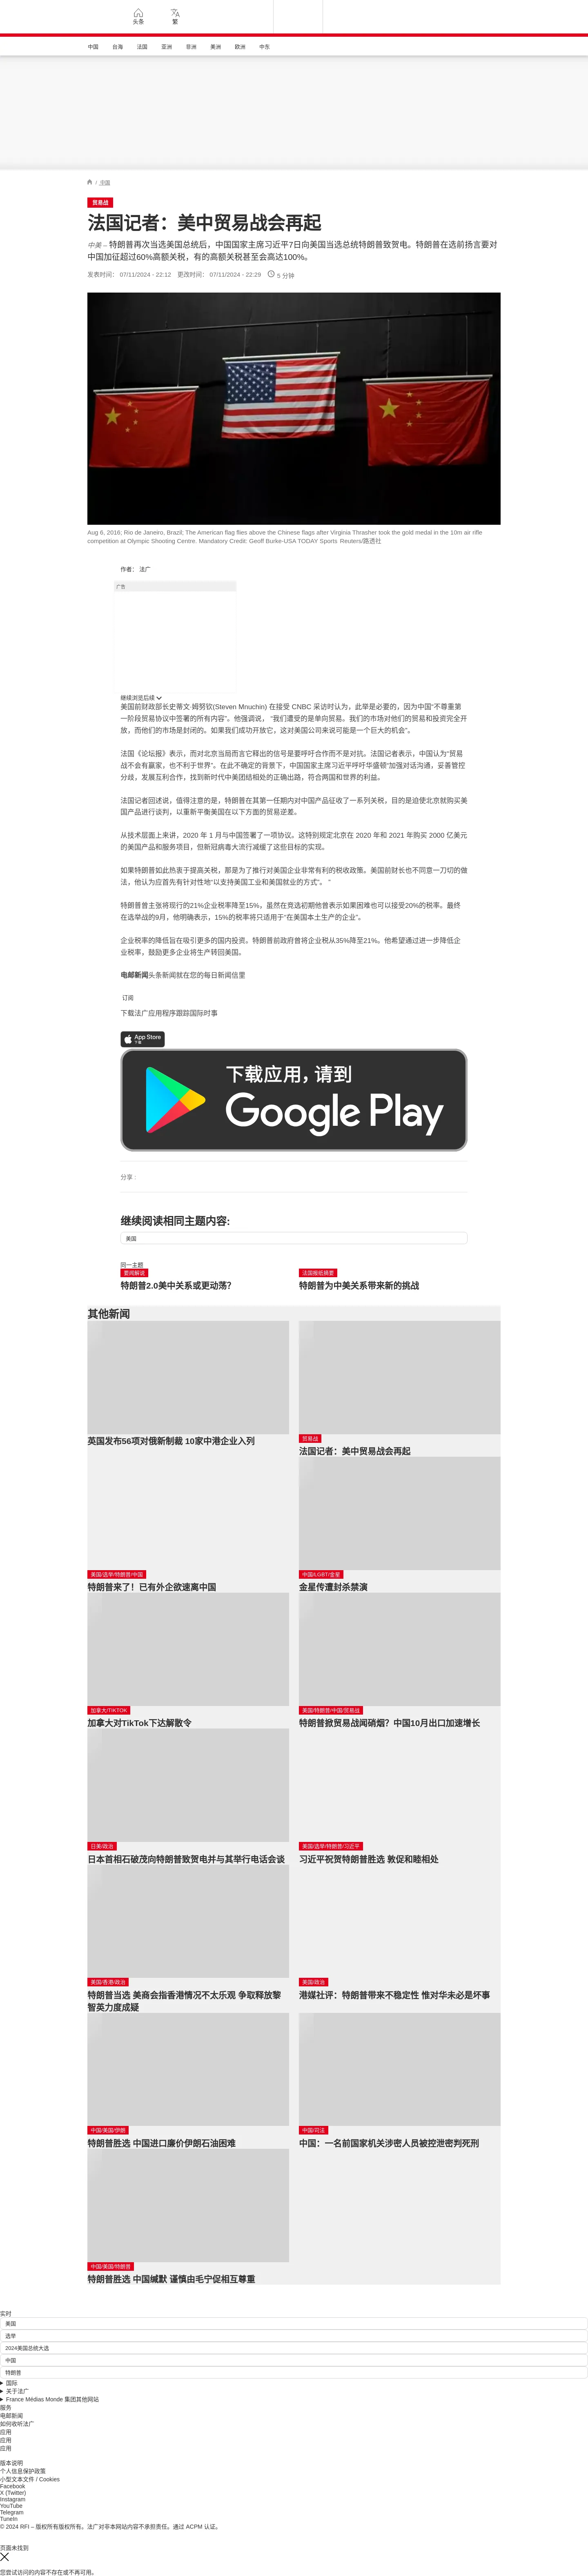 头条
繁
中国
台海
法国
亚洲
非洲
美洲
欧洲
中东
/ 中国
贸易战
法国记者：美中贸易战会再起
中美 – 特朗普再次当选美国总统后，中国国家主席习近平7日向美国当选总统特朗普致贺电。特朗普在选前扬言要对
中国加征超过60%高额关税，有的高额关税甚至会高达100%。
发表时间： 07/11/2024 - 22:12 更改时间： 07/11/2024 - 22:29 5 分钟
Aug 6, 2016; Rio de Janeiro, Brazil; The American flag flies above the Chinese flags after Virginia Thrasher took the gold medal in the 10m air rifle
competition at Olympic Shooting Centre. Mandatory Credit: Geoff Burke-USA TODAY Sports Reuters/路透社
作者： 法广
广告
继续浏览后续
美国前财政部长史蒂文·姆努钦(Steven Mnuchin) 在接受 CNBC 采访时认为，此举是必要的，因为中国“不尊重第
一阶段贸易协议中签署的所有内容”。他强调说， “我们遭受的是单向贸易。我们的市场对他们的贸易和投资完全开
放，而他们的市场是封闭的。如果我们成功开放它，这对美国公司来说可能是一个巨大的机会”。
法国《论坛报》表示，而对北京当局而言它释出的信号是要呼吁合作而不是对抗。法国记者表示，中国认为“贸易
战不会有赢家，也不利于世界”。在此不确定的背景下，中国国家主席习近平呼吁华盛顿“加强对话沟通，妥善管控
分歧，发展互利合作，找到新时代中美团结相处的正确出路，符合两国和世界的利益。
法国记者回述说，值得注意的是，特朗普在其第一任期内对中国产品征收了一系列关税，目的是迫使北京就购买美
国产品进行谈判，以重新平衡美国在以下方面的贸易逆差。
从技术层面上来讲，2020 年 1 月与中国签署了一项协议。这特别规定北京在 2020 年和 2021 年购买 2000 亿美元
的美国产品和服务项目，但新冠病毒大流行减缓了这些目标的实现。
如果特朗普如此热衷于提高关税，那是为了推行对美国企业非常有利的税收政策。美国前财长也不同意一刀切的做
法，他认为应首先有针对性地“以支持美国工业和美国就业的方式”。 “
特朗普曾主张将现行的21%企业税率降至15%，虽然在竞选初期他曾表示如果困难也可以接受20%的税率。最终
在选举战的9月，他明确表示，15%的税率将只适用于“在美国本土生产的企业”。
企业税率的降低旨在吸引更多的国内投资。特朗普前政府曾将企业税从35%降至21%。他希望通过进一步降低企
业税率，鼓励更多企业将生产转回美国。
电邮新闻头条新闻就在您的每日新闻信里
订阅
下载法广应用程序跟踪国际时事
App Store
下载
下载应用，请到
Google Play
分享 :
继续阅读相同主题内容:
美国
同一主题
要闻解说
特朗普2.0美中关系或更动荡？
法国报纸摘要
特朗普为中美关系带来新的挑战
其他新闻
英国发布56项对俄新制裁 10家中港企业入列
贸易战
法国记者：美中贸易战会再起
美国/选举/特朗普/中国
特朗普来了！已有外企欲速离中国
中国/LGBT/金星
金星传遭封杀禁演
加拿大/TIKTOK
加拿大对TikTok下达解散令
美国/特朗普/中国/贸易战
特朗普掀贸易战闻硝烟？中国10月出口加速增长
日美/政治
日本首相石破茂向特朗普致贺电并与其举行电话会谈
美国/选举/特朗普/习近平
习近平祝贺特朗普胜选 敦促和睦相处
美国/香港/政治
特朗普当选 美商会指香港情况不太乐观 争取释放黎
智英力度成疑
美国/政治
港媒社评：特朗普带来不稳定性 惟对华未必是坏事
中国/美国/伊朗
特朗普胜选 中国进口廉价伊朗石油困难
中国/司法
中国：一名前国家机关涉密人员被控泄密判死刑
中国/美国/特朗普
特朗普胜选 中国缄默 谨慎由毛宁促相互尊重
实时
美国
选举
2024美国总统大选
中国
特朗普
国际
关于法广
France Médias Monde 集团其他网站
服务
电邮新闻
如何收听法广
应用
应用
应用
版本说明
个人信息保护政策
小型文本文件 / Cookies
Facebook
X (Twitter)
Instagram
YouTube
Telegram
TuneIn
© 2024 RFI – 版权所有版权所有。法广对非本网站内容不承担责任。通过 ACPM 认证。
页面未找到
您尝试访问的内容不存在或不再可用。